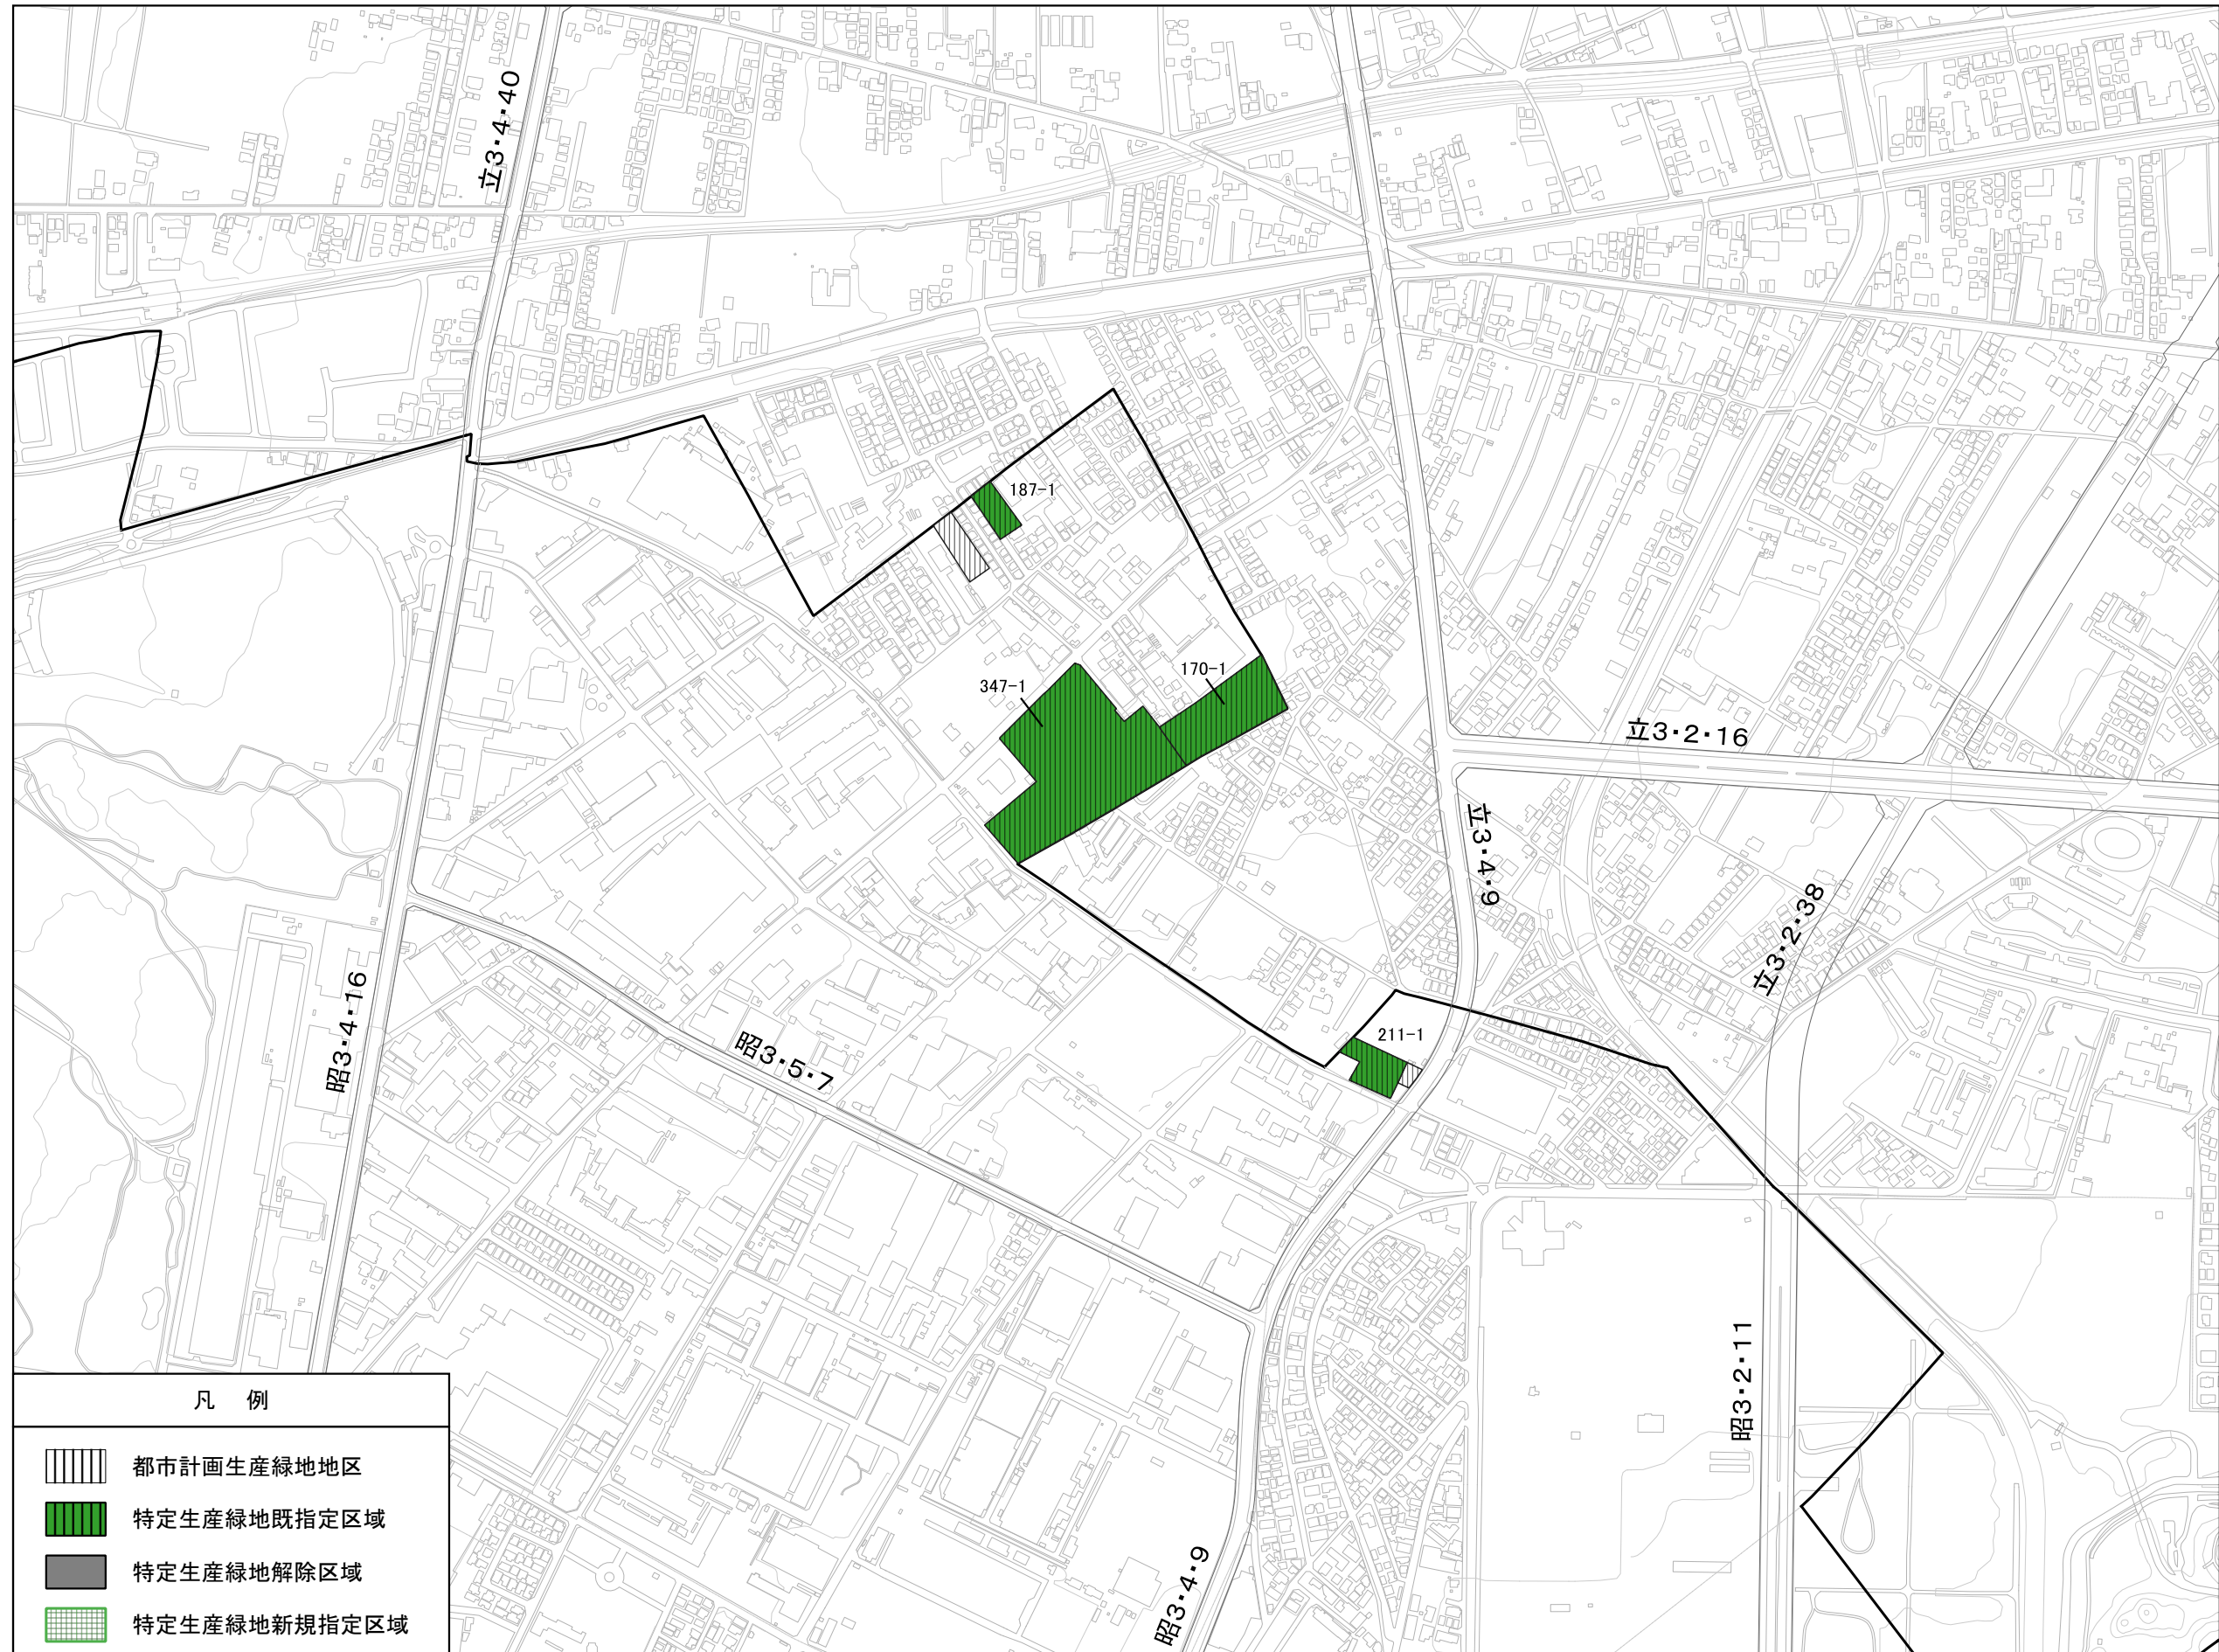 立3・4・40
187-1
347-1
170-1
立3・2・16
立3・4・9
立3・2・38
昭3・4・16
昭3・5・7
211-1
昭3・2・11
昭3・4・9
凡　例
都市計画生産緑地地区
特定生産緑地既指定区域
特定生産緑地解除区域
特定生産緑地新規指定区域